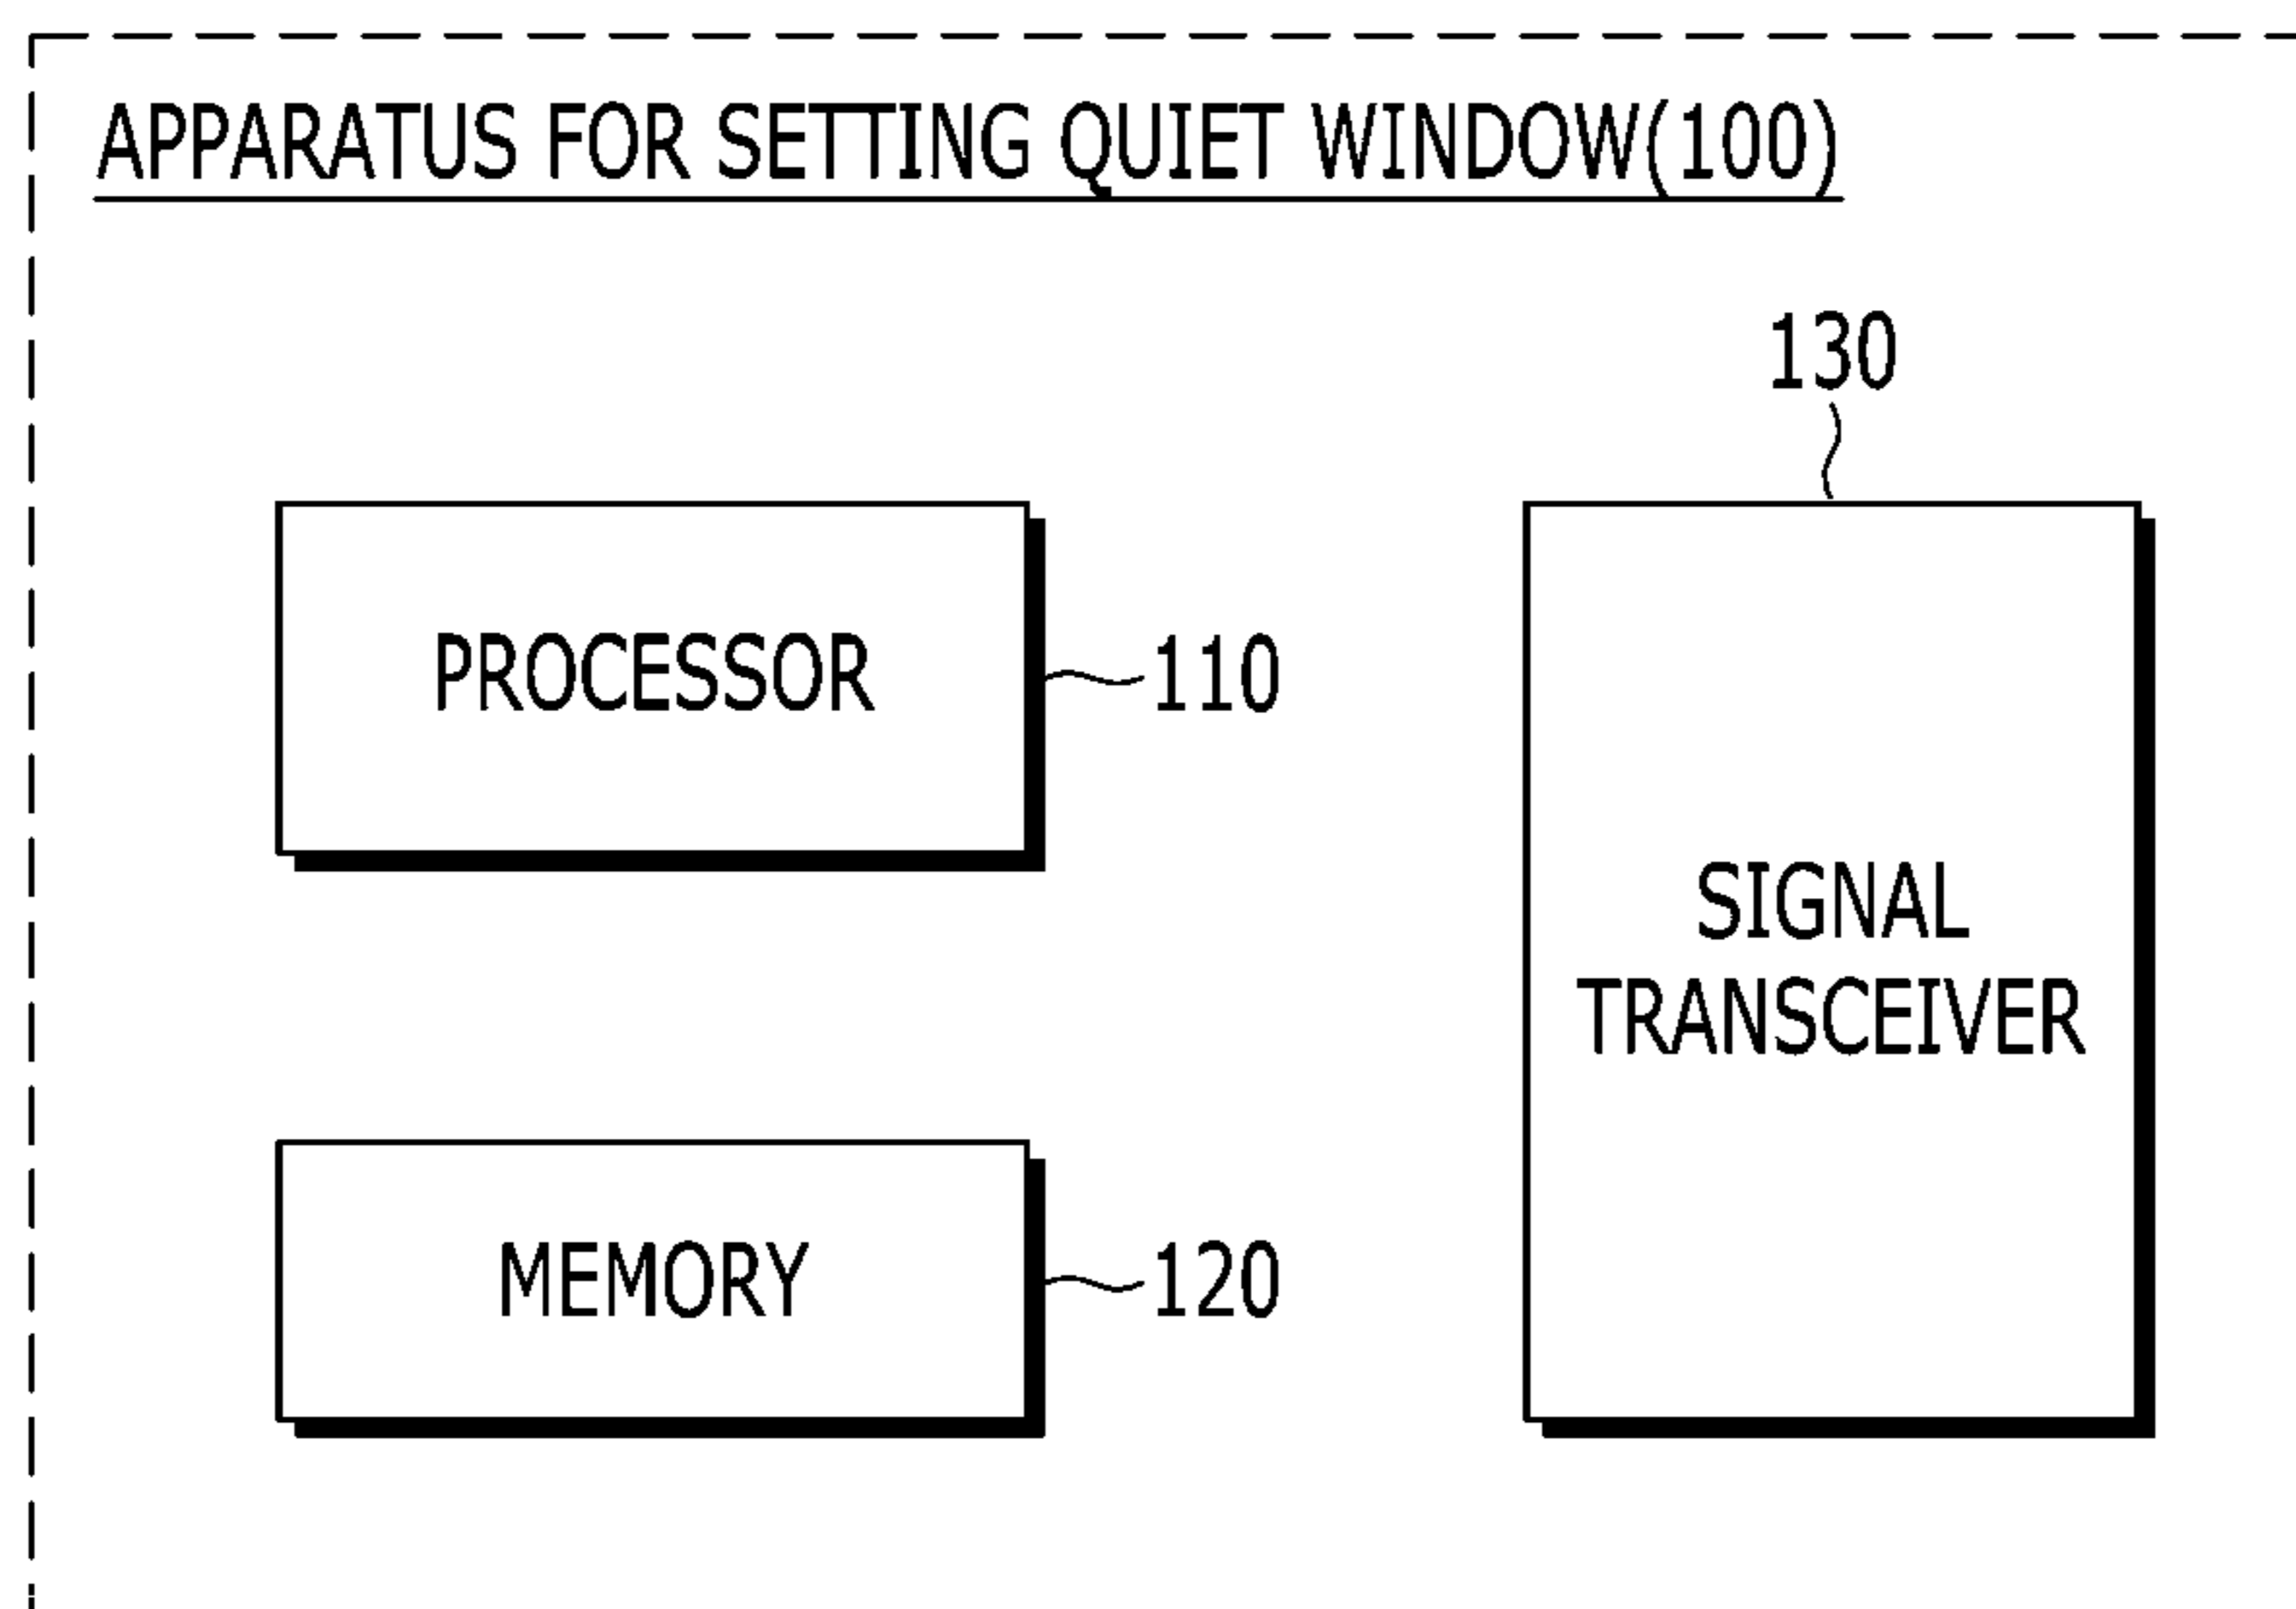 APPARATUS FOR SETTING QUIET WINDOW(100)
130
PROCESSOR
110
SIGNAL
TRANSCEIVER
MEMORY
120